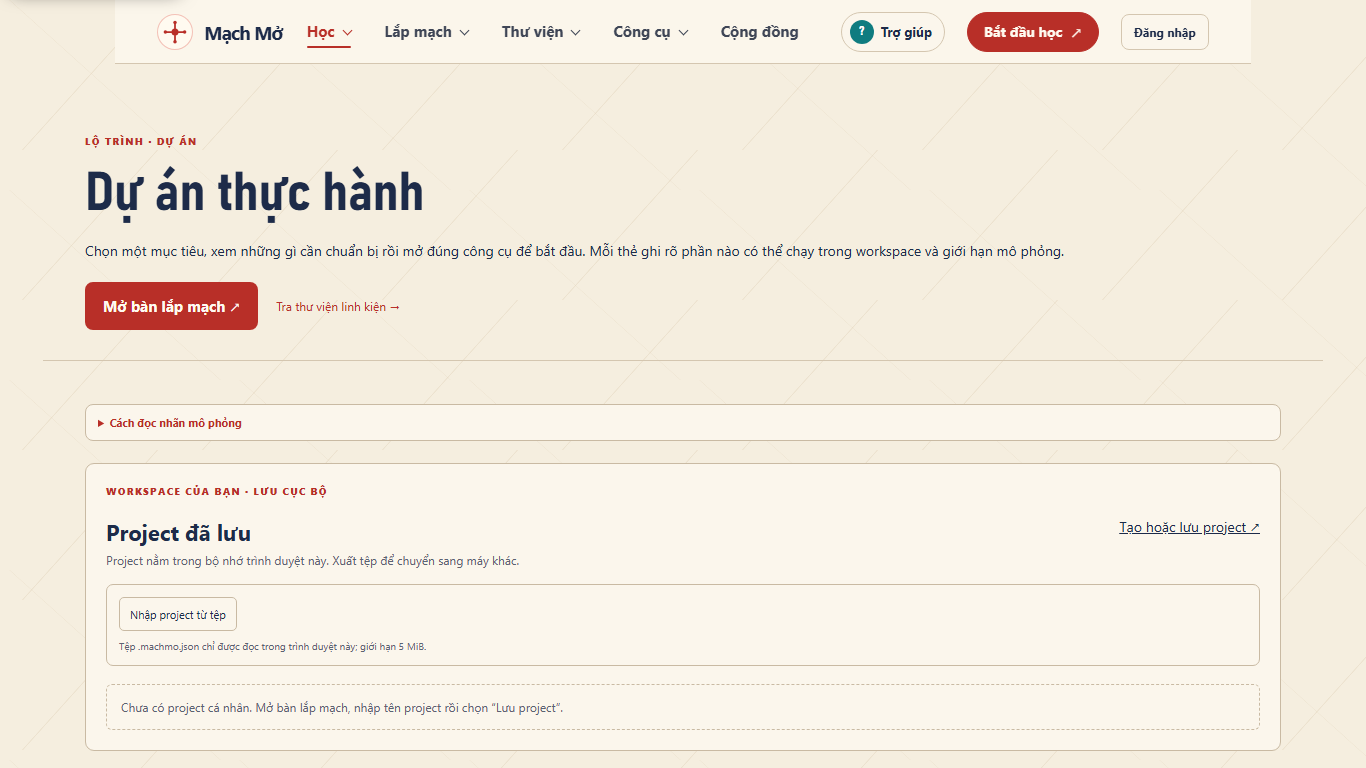 Mạch Mở
Học
Lắp mạch
Thư viện
Công cụ
Cộng đồng
? Trợ giúp
Bắt đầu học ↗
Đăng nhập
LỘ TRÌNH · DỰ ÁN
Dự án thực hành
Chọn một mục tiêu, xem những gì cần chuẩn bị rồi mở đúng công cụ để bắt đầu. Mỗi thẻ ghi rõ phần nào có thể chạy trong workspace và giới hạn mô phỏng.
Mở bàn lắp mạch ↗
Tra thư viện linh kiện →
▶ Cách đọc nhãn mô phỏng
WORKSPACE CỦA BẠN · LƯU CỤC BỘ
Project đã lưu
Tạo hoặc lưu project ↗
Project nằm trong bộ nhớ trình duyệt này. Xuất tệp để chuyển sang máy khác.
Nhập project từ tệp
Tệp .machmo.json chỉ được đọc trong trình duyệt này; giới hạn 5 MiB.
Chưa có project cá nhân. Mở bàn lắp mạch, nhập tên project rồi chọn “Lưu project”.